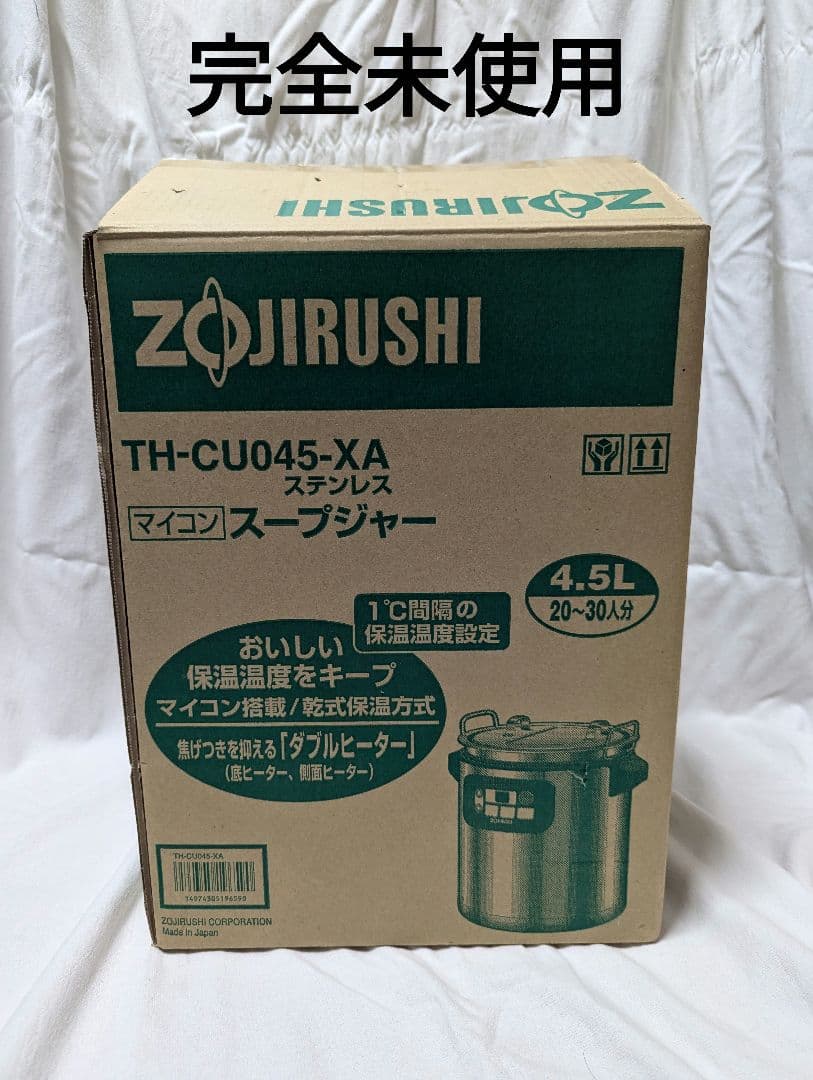 完全未使用
ZOJIRUSHI
ZOJIRUSHI
TH-CU045-XA
ステンレス
マイコン スープジャー
4.5L
20~30人分
1℃間隔の
保温温度設定
おいしい
保温温度をキープ
マイコン搭載/乾式保温方式
焦げつきを抑える「ダブルヒーター」
(底ヒーター、側面ヒーター)
ZOJIRUSHI
TH-CU045-XA
ZOJIRUSHI CORPORATION
Made in Japan